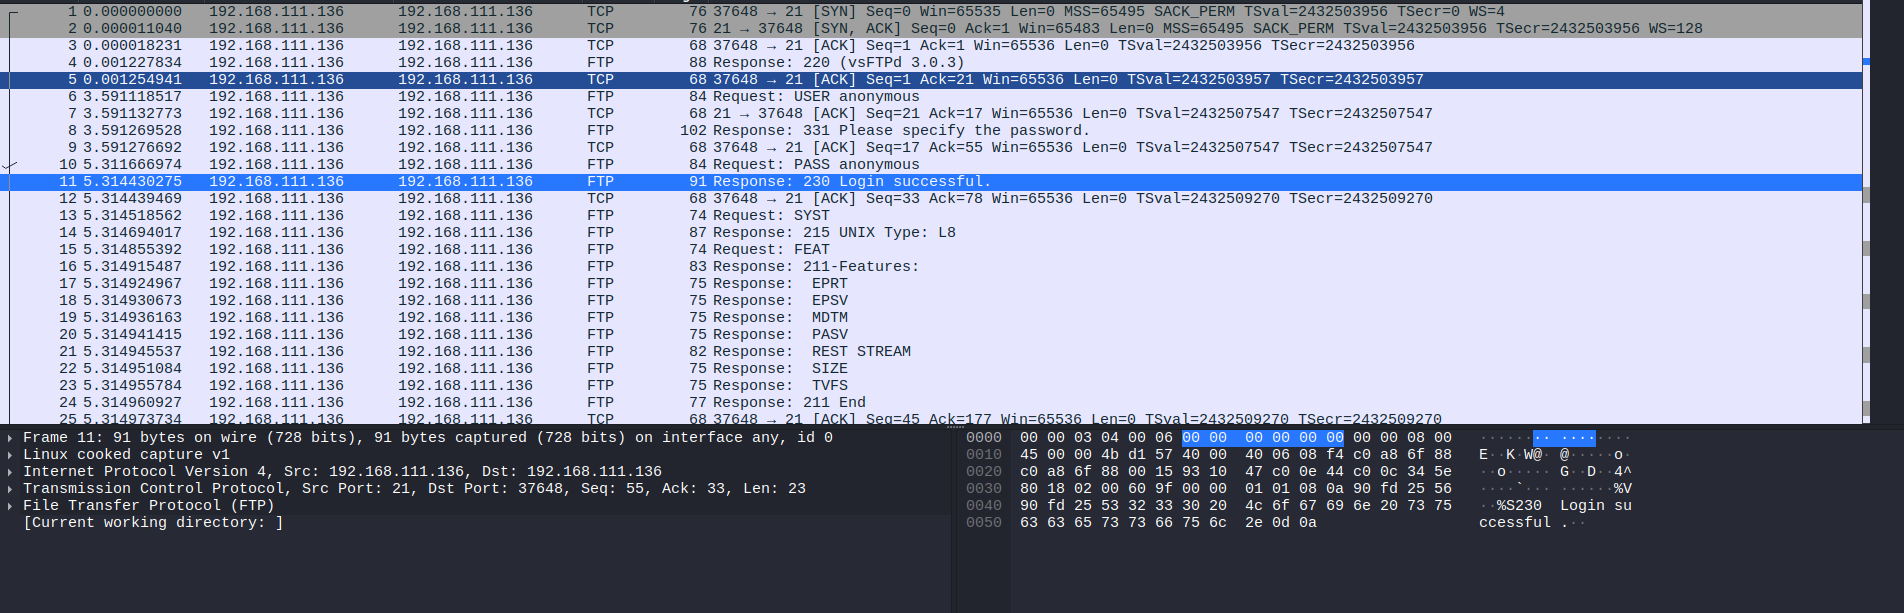 1 0.000000000 192.168.111.136 192.168.111.136 TCP 76 37648 → 21 [SYN] Seq=0 Win=65535 Len=0 MSS=65495 SACK_PERM TSval=2432503956 TSecr=0 WS=4
2 0.000011040 192.168.111.136 192.168.111.136 TCP 76 21 → 37648 [SYN, ACK] Seq=0 Ack=1 Win=65483 Len=0 MSS=65495 SACK_PERM TSval=2432503956 TSecr=2432503956 WS=128
3 0.000018231 192.168.111.136 192.168.111.136 TCP 68 37648 → 21 [ACK] Seq=1 Ack=1 Win=65536 Len=0 TSval=2432503956 TSecr=2432503956
4 0.001227834 192.168.111.136 192.168.111.136 FTP 88 Response: 220 (vsFTPd 3.0.3)
5 0.001254941 192.168.111.136 192.168.111.136 TCP 68 37648 → 21 [ACK] Seq=1 Ack=21 Win=65536 Len=0 TSval=2432503957 TSecr=2432503957
6 3.591118517 192.168.111.136 192.168.111.136 FTP 84 Request: USER anonymous
7 3.591132773 192.168.111.136 192.168.111.136 TCP 68 21 → 37648 [ACK] Seq=21 Ack=17 Win=65536 Len=0 TSval=2432507547 TSecr=2432507547
8 3.591269528 192.168.111.136 192.168.111.136 FTP 102 Response: 331 Please specify the password.
9 3.591276692 192.168.111.136 192.168.111.136 TCP 68 37648 → 21 [ACK] Seq=17 Ack=55 Win=65536 Len=0 TSval=2432507547 TSecr=2432507547
10 5.311666974 192.168.111.136 192.168.111.136 FTP 84 Request: PASS anonymous
11 5.314430275 192.168.111.136 192.168.111.136 FTP 91 Response: 230 Login successful.
12 5.314439469 192.168.111.136 192.168.111.136 TCP 68 37648 → 21 [ACK] Seq=33 Ack=78 Win=65536 Len=0 TSval=2432509270 TSecr=2432509270
13 5.314518562 192.168.111.136 192.168.111.136 FTP 74 Request: SYST
14 5.314694017 192.168.111.136 192.168.111.136 FTP 87 Response: 215 UNIX Type: L8
15 5.314855392 192.168.111.136 192.168.111.136 FTP 74 Request: FEAT
16 5.314915487 192.168.111.136 192.168.111.136 FTP 83 Response: 211-Features:
17 5.314924967 192.168.111.136 192.168.111.136 FTP 75 Response: EPRT
18 5.314930673 192.168.111.136 192.168.111.136 FTP 75 Response: EPSV
19 5.314936163 192.168.111.136 192.168.111.136 FTP 75 Response: MDTM
20 5.314941415 192.168.111.136 192.168.111.136 FTP 75 Response: PASV
21 5.314945537 192.168.111.136 192.168.111.136 FTP 82 Response: REST STREAM
22 5.314951084 192.168.111.136 192.168.111.136 FTP 75 Response: SIZE
23 5.314955784 192.168.111.136 192.168.111.136 FTP 75 Response: TVFS
24 5.314960927 192.168.111.136 192.168.111.136 FTP 77 Response: 211 End
25 5.314973734 192.168.111.136 192.168.111.136 TCP 68 37648 → 21 [ACK] Seq=45 Ack=177 Win=65536 Len=0 TSval=2432509270 TSecr=2432509270
Frame 11: 91 bytes on wire (728 bits), 91 bytes captured (728 bits) on interface any, id 0
Linux cooked capture v1
Internet Protocol Version 4, Src: 192.168.111.136, Dst: 192.168.111.136
Transmission Control Protocol, Src Port: 21, Dst Port: 37648, Seq: 55, Ack: 33, Len: 23
File Transfer Protocol (FTP)
[Current working directory: ]
0000 00 00 03 04 00 06 00 00 00 00 00 00 00 00 08 00 ········ ········
0010 45 00 00 4b d1 57 40 00 40 06 08 f4 c0 a8 6f 88 E··K·W@· @·····o·
0020 c0 a8 6f 88 00 15 93 10 47 c0 0e 44 c0 0c 34 5e ··o····· G··D··4^
0030 80 18 02 00 60 9f 00 00 01 01 08 0a 90 fd 25 56 ····`··· ······%V
0040 90 fd 25 53 32 33 30 20 4c 6f 67 69 6e 20 73 75 ··%S230 Login su
0050 63 63 65 73 73 66 75 6c 2e 0d 0a ccessful .··